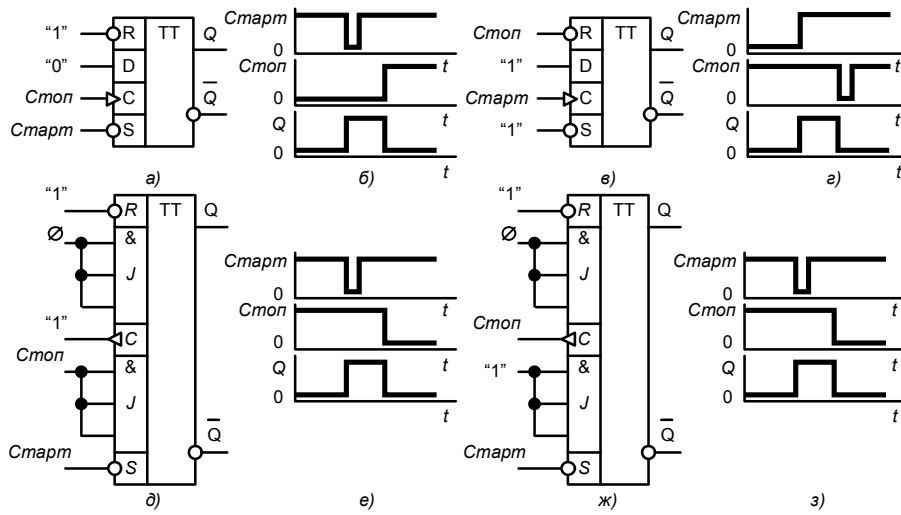 “1”
R
TT
Q
“0”
D
Стоп
C
Q
Старт
S
а)
Старт
0
Стоп
t
0
Q
t
0
t
б)
Стоп
R
TT
Q
“1”
D
Старт
C
Q
“1”
S
в)
Старт
0
Стоп
t
0
Q
t
0
t
г)
“1”
R
TT
Q
Ø
&
J
“1”
C
Стоп
&
J
Q
Старт
S
д)
Старт
0
Стоп
t
0
Q
t
0
t
е)
“1”
R
TT
Q
Ø
&
J
Стоп
C
“1”
&
J
Q
Старт
S
ж)
Старт
0
Стоп
t
0
Q
t
0
t
з)